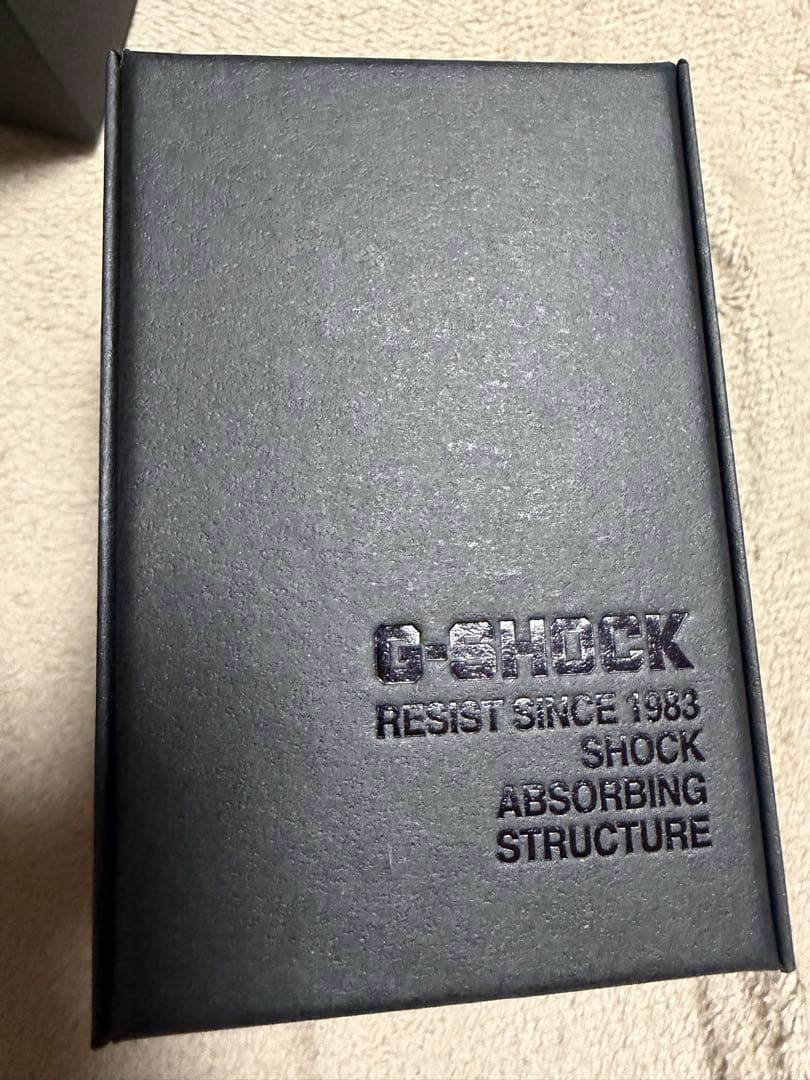 G-SHOCK
RESIST SINCE 1983
SHOCK
ABSORBING
STRUCTURE